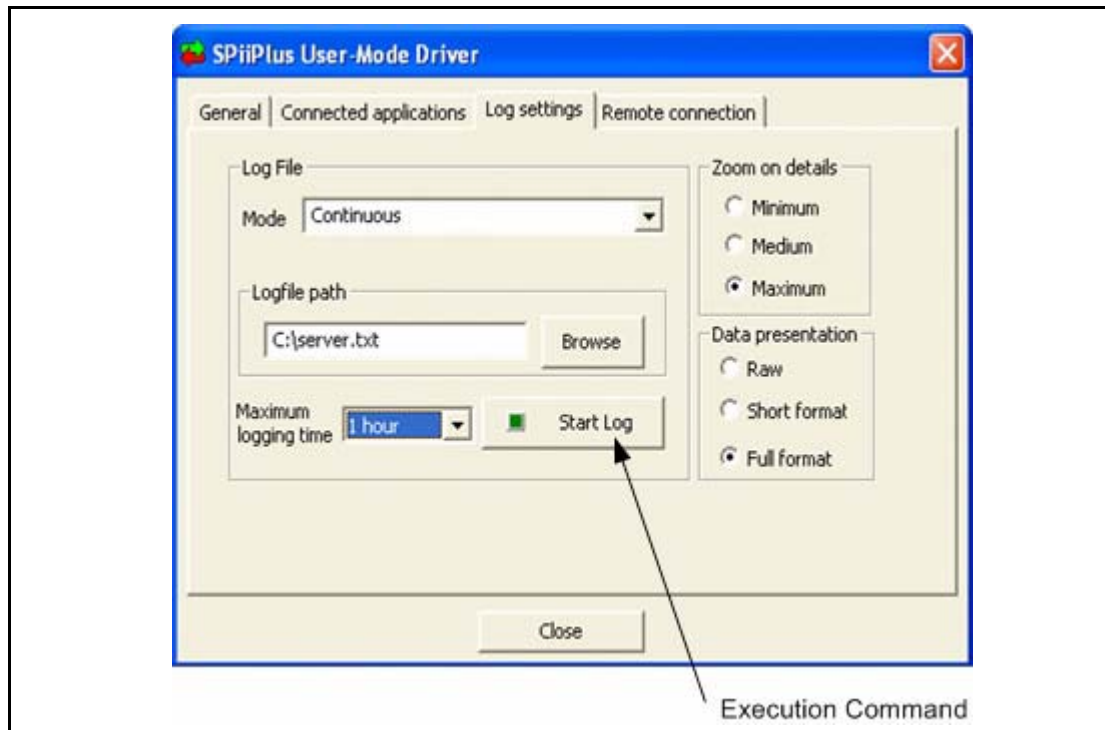 SPiiPlus User-Mode Driver
General Connected applications Log settings Remote connection
Log File
Mode Continuous
Logfile path
C:\server.txt Browse
Maximum
logging time 1 hour Start Log
Zoom on details
Minimum
Medium
Maximum
Data presentation
Raw
Short format
Full format
Close
Execution Command